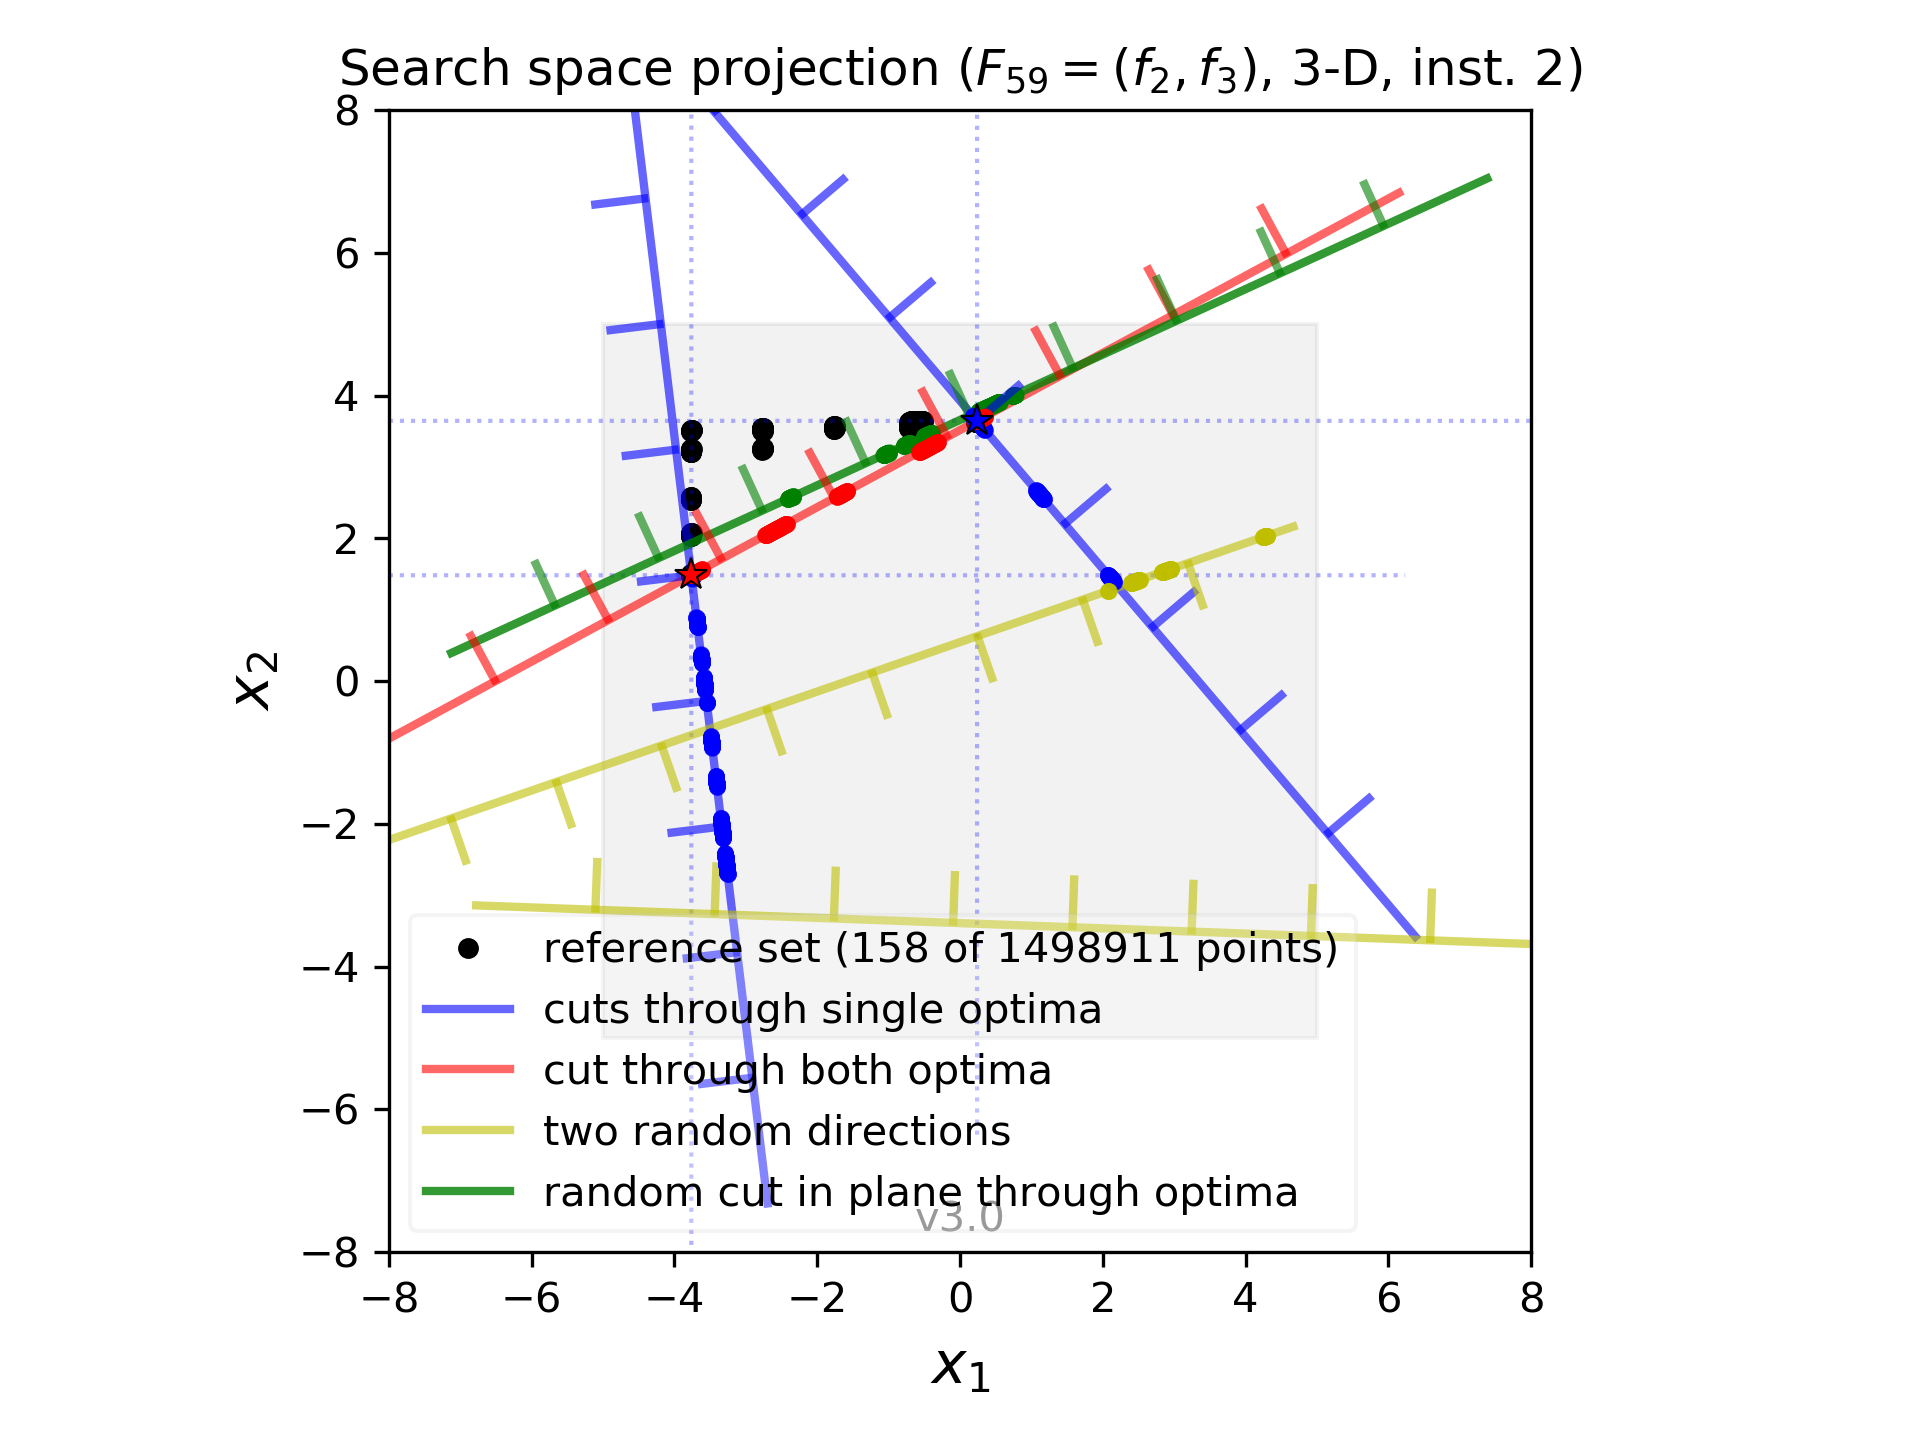 Search space projection (F₅₉ = (f₂, f₃), 3-D, inst. 2)
8
6
4
2
0
−2
−4
−6
−8
x₂
reference set (158 of 1498911 points)
cuts through single optima
cut through both optima
two random directions
random cut in plane through optima
v3.0
−8 −6 −4 −2 0 2 4 6 8
x₁